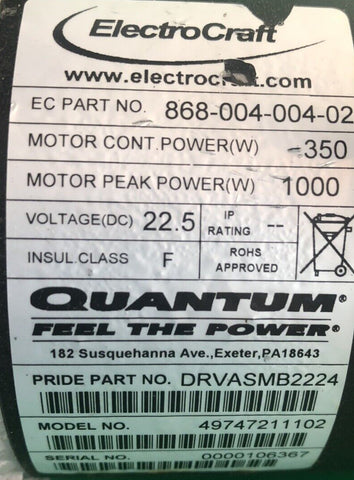 ElectroCraft®
www.electrocraft.com
EC PART NO. 868-004-004-02
MOTOR CONT.POWER(W) -350
MOTOR PEAK POWER(W) 1000
VOLTAGE(DC) 22.5 IP RATING --
INSUL CLASS F ROHS APPROVED
QUANTUM®
FEEL THE POWER®
182 Susquehanna Ave.,Exeter,PA18643
PRIDE PART NO. DRVASMB2224
MODEL NO. 49747211102
SERIAL NO. 0000106367